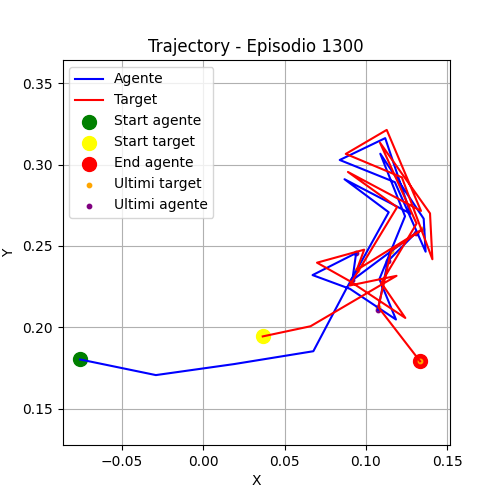 Trajectory - Episodio 1300
Agente
Target
Start agente
Start target
End agente
Ultimi target
Ultimi agente
0.35
0.30
0.25
0.20
0.15
Y
−0.05
0.00
0.05
0.10
0.15
X